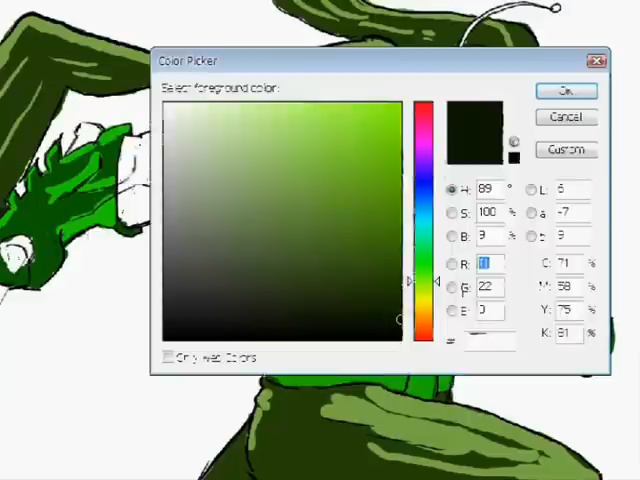 Color Picker
Select foreground color:
Ok
Cancel
Custom
H: 89 ° L: 6
S: 100 % a: -7
B: 9 % b: 9
R: C: 71 %
G: 22 M: 58 %
B: 0 Y: 75 %
# K: 81 %
Only Web Colors